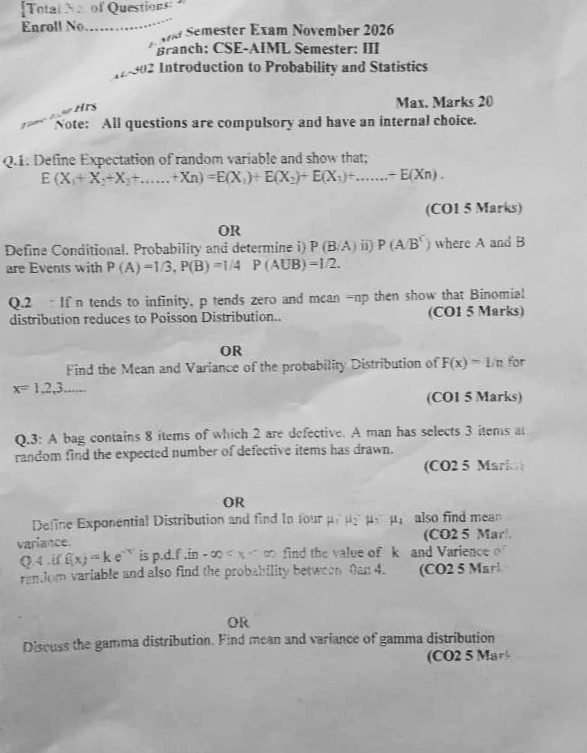 [Total No. of Questions:
Enroll No...................
Semester Exam November 2026
Branch: CSE-AIML Semester: III
AL-302 Introduction to Probability and Statistics
Hrs
Max. Marks 20
Note: All questions are compulsory and have an internal choice.
Q.1: Define Expectation of random variable and show that;
E (X₁+ X₂+X₃+......+Xn) =E(X₁)+ E(X₂)+ E(X₃)+.......+ E(Xn) .
(CO1 5 Marks)
OR
Define Conditional. Probability and determine i) P (B/A) ii) P (A/Bᶜ) where A and B
are Events with P (A) =1/3, P(B) =1/4 P (AUB) =1/2.
Q.2 : If n tends to infinity, p tends zero and mean =np then show that Binomial
distribution reduces to Poisson Distribution..
(CO1 5 Marks)
OR
Find the Mean and Variance of the probability Distribution of F(x) = 1/n for
x= 1,2,3......
(CO1 5 Marks)
Q.3: A bag contains 8 items of which 2 are defective. A man has selects 3 items at
random find the expected number of defective items has drawn.
(CO2 5 Marks)
OR
Define Exponential Distribution and find In four μ₁ μ₂ μ₃ μ₄ also find mean
variance.
(CO2 5 Mar
Q.4 .if f(x) = k is p.d.f .in - ∞ < x < ∞ find the value of k and Varience of
random variable and also find the probability between 0an 4.
(CO2 5 Mark
OR
Discuss the gamma distribution. Find mean and variance of gamma distribution
(CO2 5 Mark